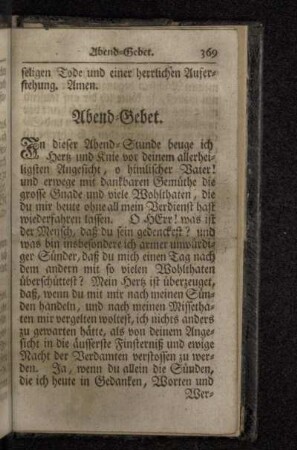 Abend-Gebet. 369
seligen Tode und einer herrlichen Aufer-
stehung. Amen.
Abend-Gebet.
In dieser Abend-Stunde beuge ich
Hertz und Knie vor deinem allerhei-
ligsten Angesicht, o himlischer Vater!
und erwege mit danckbaren Gemüthe die
grosse Gnade und viele Wohlthaten, die
du mir heute ohne all mein Verdienst hast
wiederfahren lassen. O HErr! was ist
der Mensch, daß du sein gedenckest? und
was bin insbesondere ich armer unwürdi-
ger Sünder, daß du mich einen Tag nach
dem andern mit so vielen Wohlthaten
überschüttest? Mein Hertz ist überzeuget,
daß, wenn du mit mir nach meinen Sün-
den handeln, und nach meinen Missetha-
ten mir vergelten woltest, ich nichts anders
zu gewarten hätte, als von deinem Ange-
sicht in die äusserste Finsterniß und ewige
Nacht der Verdamten verstossen zu wer-
den. Ja, wenn du allein die Sünden,
die ich heute in Gedanken, Worten und
Wer-